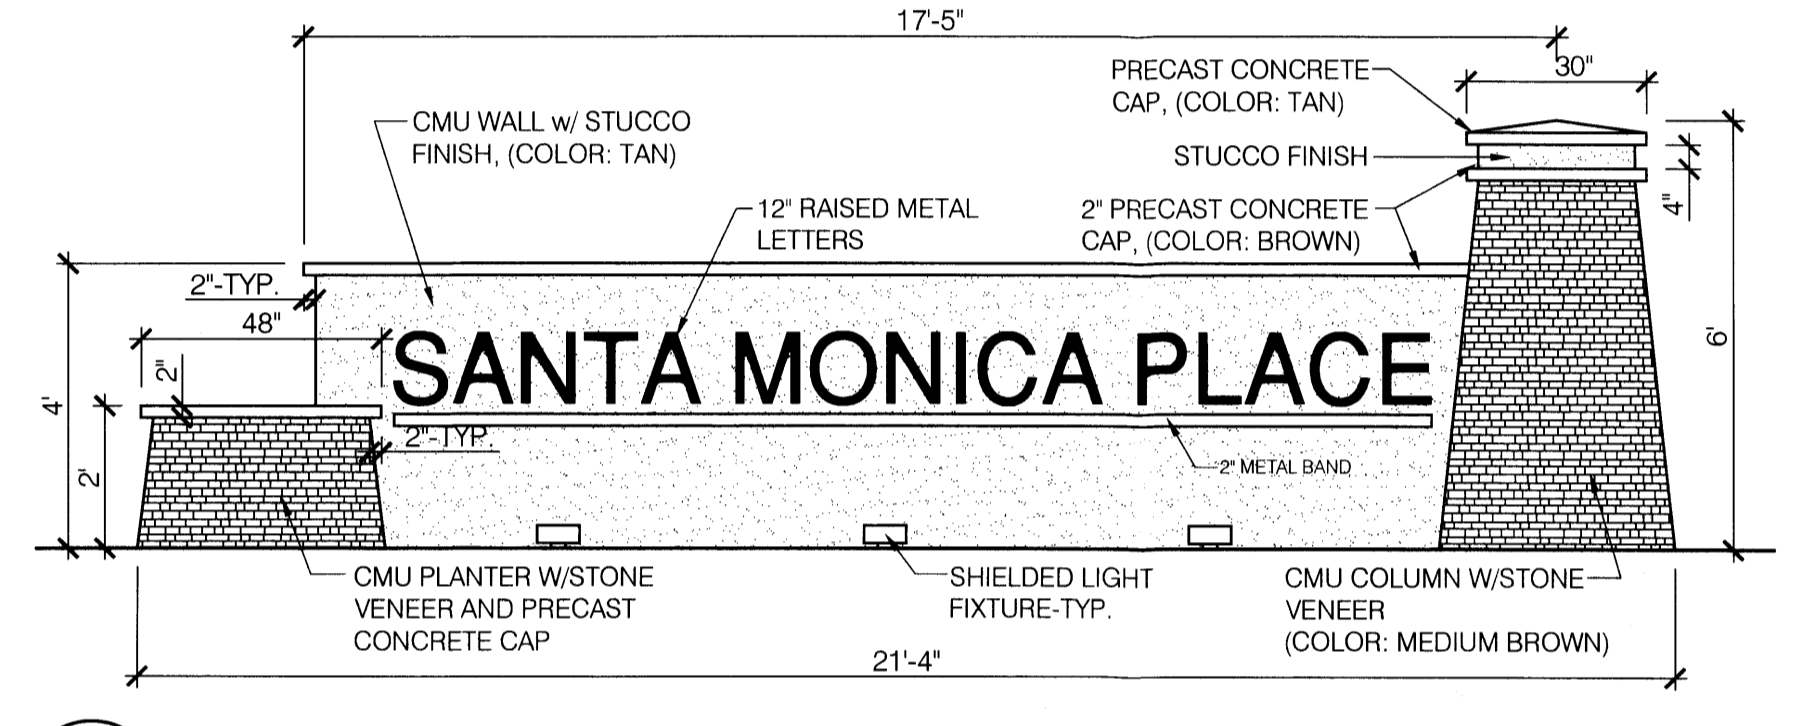 17'-5"
PRECAST CONCRETE
CAP, (COLOR: TAN)
30"
CMU WALL w/ STUCCO
FINISH, (COLOR: TAN)
STUCCO FINISH
12" RAISED METAL
LETTERS
2" PRECAST CONCRETE
CAP, (COLOR: BROWN)
4"
2"-TYP.
48"
2"
4'
6'
SANTA MONICA PLACE
2"-TYP.
2'
2" METAL BAND
CMU PLANTER W/STONE
VENEER AND PRECAST
CONCRETE CAP
SHIELDED LIGHT
FIXTURE-TYP.
CMU COLUMN W/STONE
VENEER
(COLOR: MEDIUM BROWN)
21'-4"